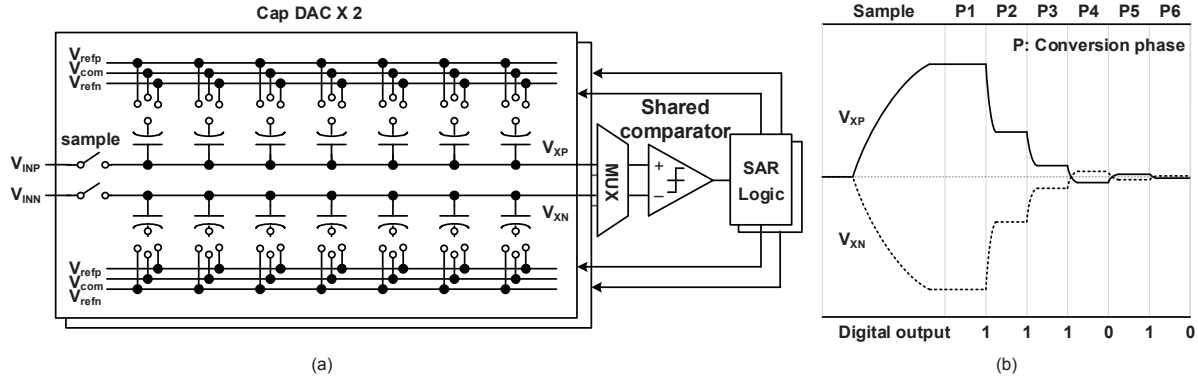 Cap DAC X 2
Vrefp
Vcom
Vrefn
sample
VINP
VINN
VXP
VXN
Vrefp
Vcom
Vrefn
MUX
Shared
comparator
+
−
SAR
Logic
(a)
Sample P1 P2 P3 P4 P5 P6
P: Conversion phase
VXP
VXN
Digital output 1 1 1 0 1 0
(b)